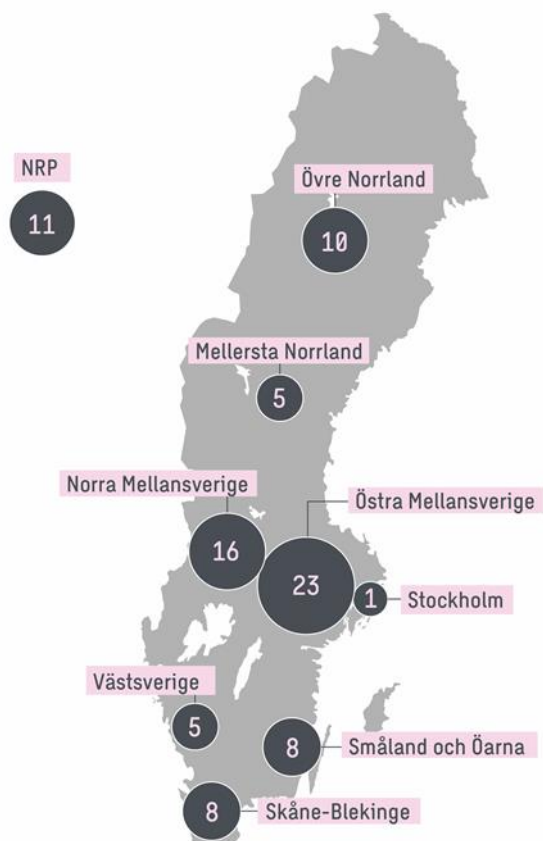 NRP
11
Övre Norrland
10
Mellersta Norrland
5
Norra Mellansverige
16
Östra Mellansverige
23
1
Stockholm
Västsverige
5
8
Småland och Öarna
8
Skåne-Blekinge